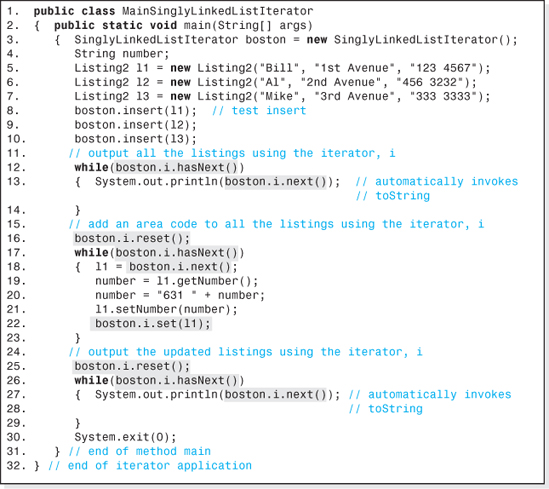 1. public class MainSinglyLinkedListIterator
2. { public static void main(String[] args)
3. { SinglyLinkedListIterator boston = new SinglyLinkedListIterator();
4. String number;
5. Listing2 l1 = new Listing2("Bill", "1st Avenue", "123 4567");
6. Listing2 l2 = new Listing2("Al", "2nd Avenue", "456 3232");
7. Listing2 l3 = new Listing2("Mike", "3rd Avenue", "333 3333");
8. boston.insert(l1); // test insert
9. boston.insert(l2);
10. boston.insert(l3);
11. // output all the listings using the iterator, i
12. while(boston.i.hasNext())
13. { System.out.println(boston.i.next()); // automatically invokes
// toString
14. }
15. // add an area code to all the listings using the iterator, i
16. boston.i.reset();
17. while(boston.i.hasNext())
18. { l1 = boston.i.next();
19. number = l1.getNumber();
20. number = "631 " + number;
21. l1.setNumber(number);
22. boston.i.set(l1);
23. }
24. // output the updated listings using the iterator, i
25. boston.i.reset();
26. while(boston.i.hasNext())
27. { System.out.println(boston.i.next()); // automatically invokes
28. // toString
29. }
30. System.exit(0);
31. } // end of method main
32. } // end of iterator application